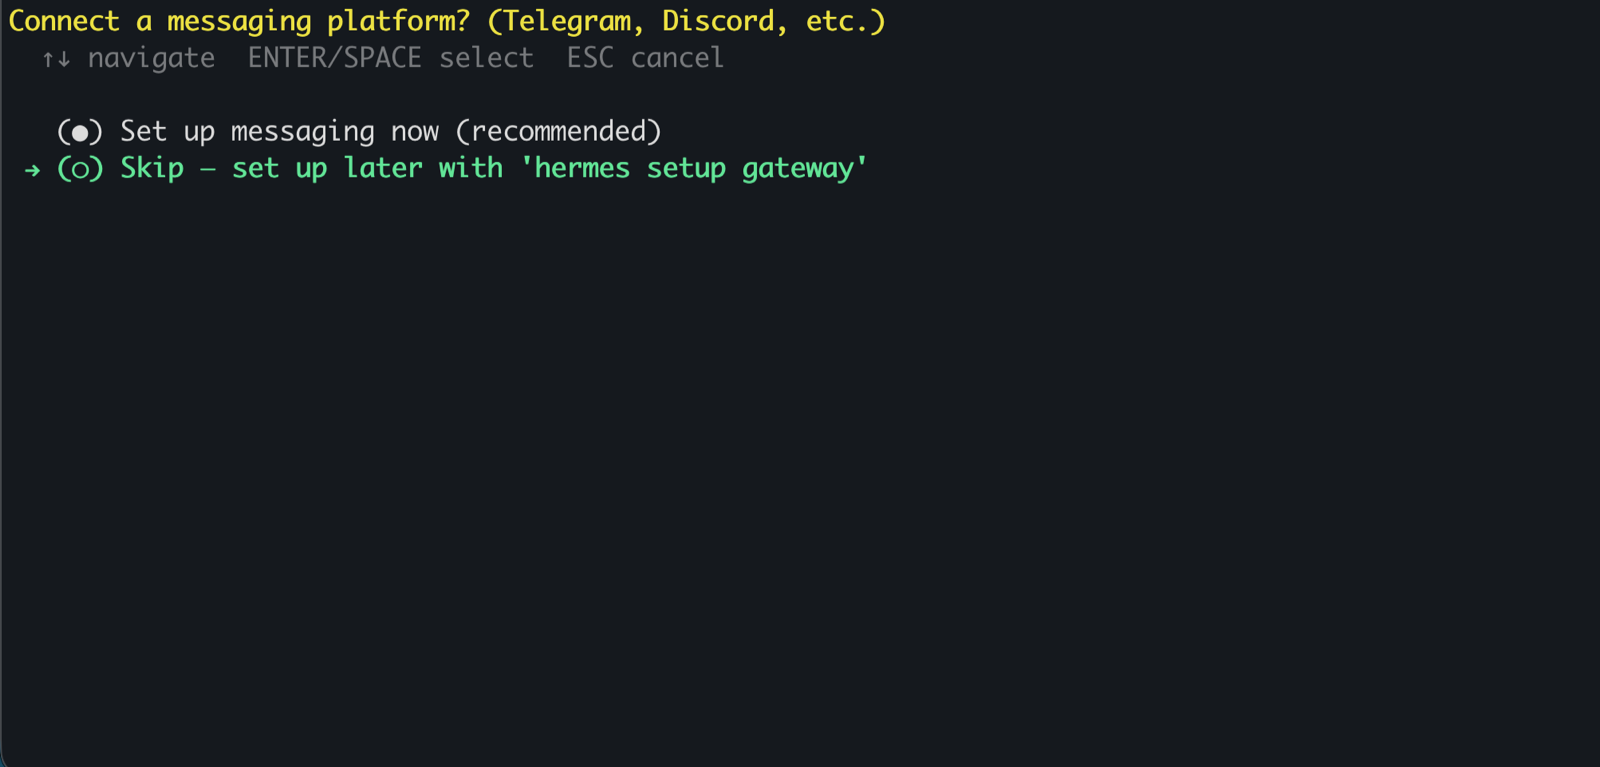 Connect a messaging platform? (Telegram, Discord, etc.)
↑↓ navigate  ENTER/SPACE select  ESC cancel
(●) Set up messaging now (recommended)
→ (○) Skip — set up later with 'hermes setup gateway'